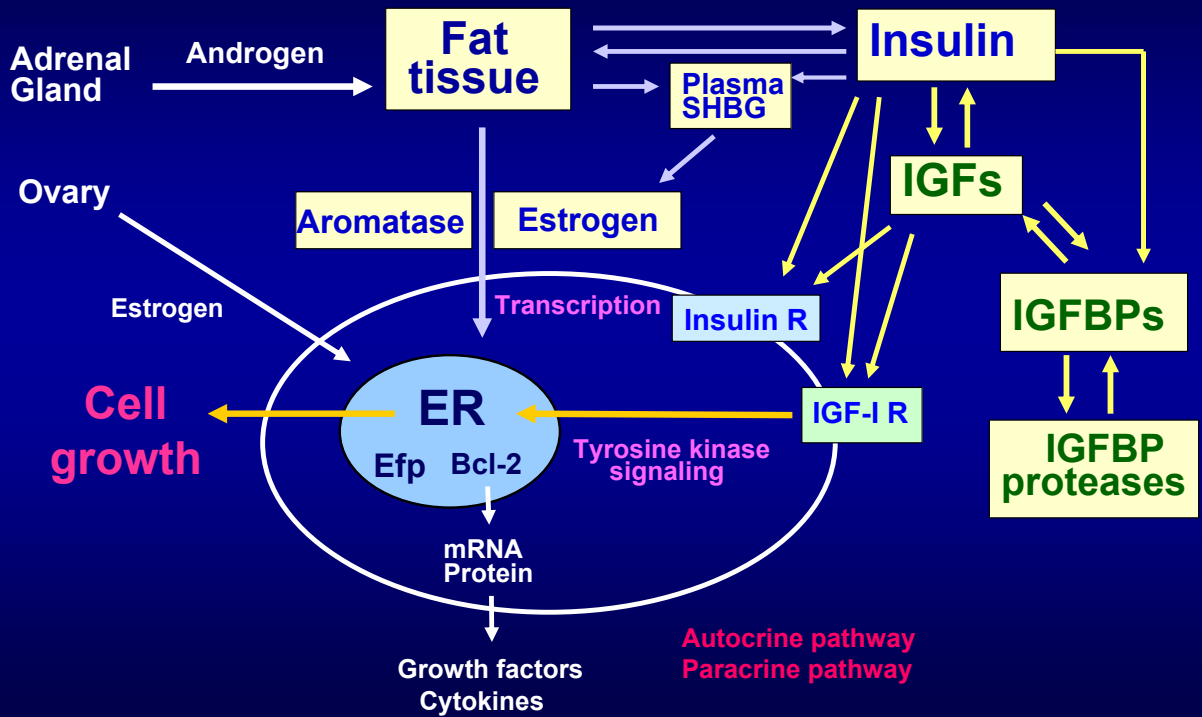 Adrenal
Gland
Androgen
Fat
tissue
Insulin
Plasma
SHBG
IGFs
Ovary
Aromatase
Estrogen
Estrogen
Transcription
Insulin R
IGFBPs
Cell
growth
ER
Efp
Bcl-2
Tyrosine kinase
signaling
IGF-I R
IGFBP
proteases
mRNA
Protein
Growth factors
Cytokines
Autocrine pathway
Paracrine pathway